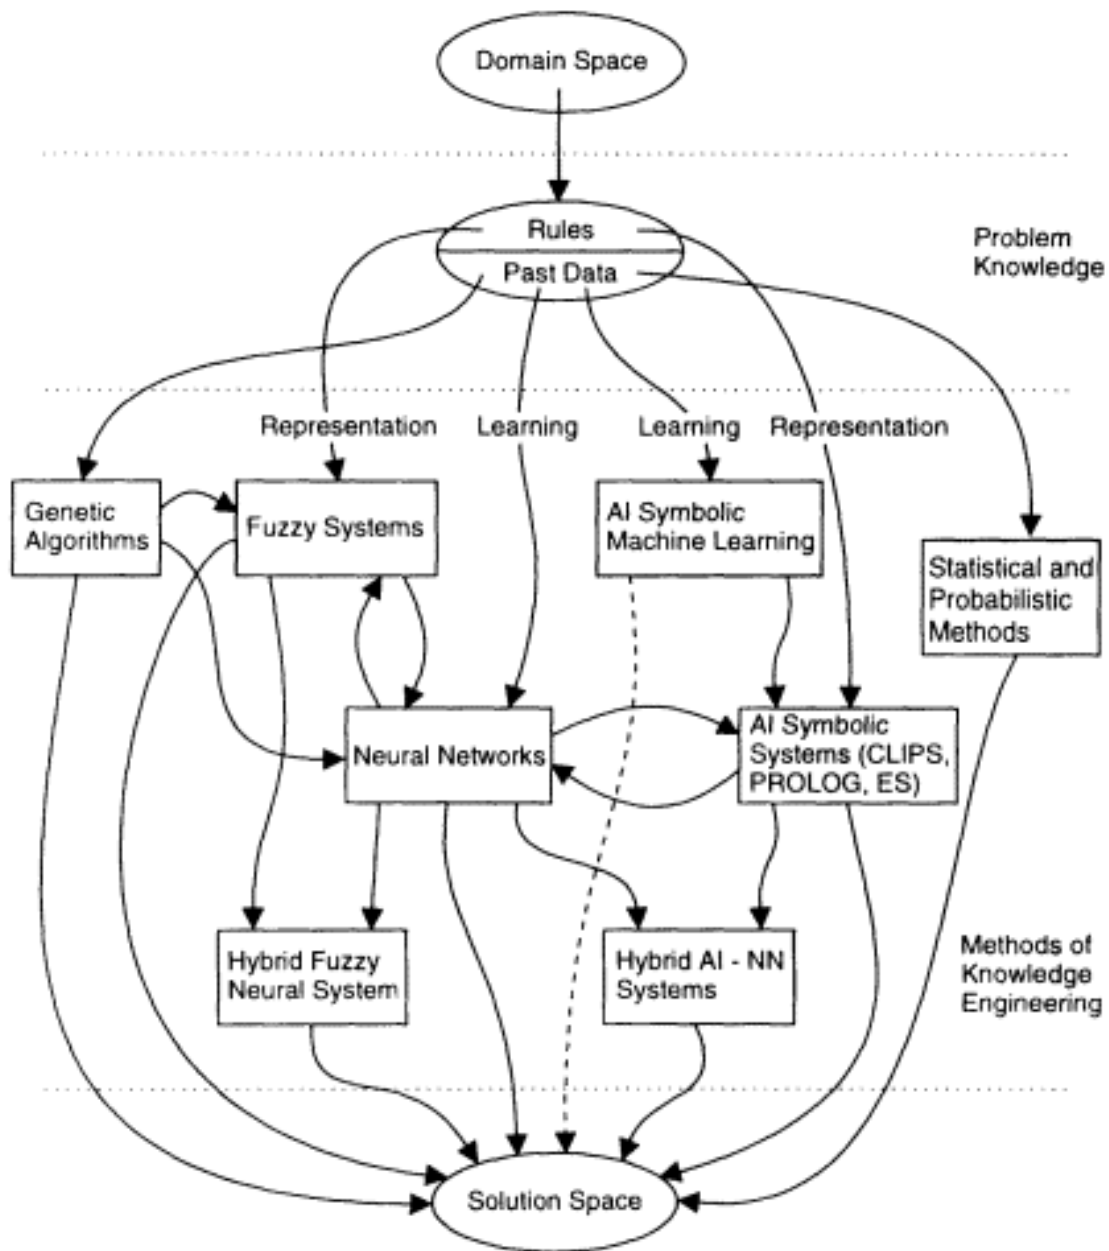 Domain Space
Rules
Past Data
Problem
Knowledge
Representation
Learning
Learning
Representation
Genetic
Algorithms
Fuzzy Systems
AI Symbolic
Machine Learning
Statistical and
Probabilistic
Methods
Neural Networks
AI Symbolic
Systems (CLIPS,
PROLOG, ES)
Hybrid Fuzzy
Neural System
Hybrid AI - NN
Systems
Methods of
Knowledge
Engineering
Solution Space